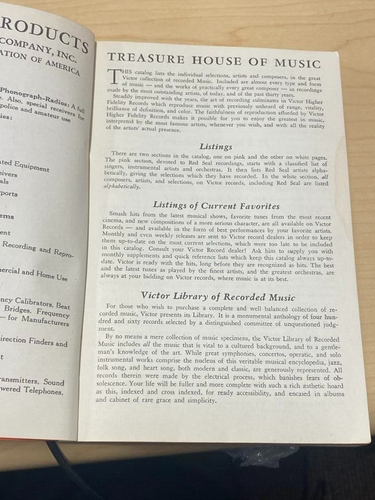 PRODUCTS
COMPANY, INC.
ATION OF AMERICA
Phonograph-Radios: A full
Also, special receivers for
police and amateur use
ated Equipment
ivers
als
ports
ems
Recording and Repro-
ercial and Home Use
ncy Calibrators, Beat
Bridges, Frequency
— for Manufacturers
irection Finders and
ansmitters, Sound
wered Telephones,
TREASURE HOUSE OF MUSIC
THIS catalog lists the individual selections, artists and composers, in the great
Victor collection of recorded Music. Included are almost every type and form
of music — and the works of practically every great composer — in recordings
made by the most outstanding artists, of today, and of the past thirty years.
Steadily improved with the years, the art of recording culminates in Victor Higher
Fidelity Records which reproduce music with previously unheard of range, vitality,
brilliance of definition, and color. The faithfulness of reproduction afforded by Victor
Higher Fidelity Records makes it possible for you to enjoy the greatest in music,
interpreted by the most famous artists, whenever you wish, and with all the reality
of the artists' actual presence.
Listings
There are two sections in the catalog, one on pink and the other on white pages.
The pink section, devoted to Red Seal recordings, starts with a classified list of
singers, instrumental artists and orchestras. It then lists Red Seal artists alpha-
betically, giving the selections which they have recorded. In the white section, all
composers, artists, and selections, on Victor records, including Red Seal are listed
alphabetically.
Listings of Current Favorites
Smash hits from the latest musical shows, favorite tunes from the most recent
cinema, and new compositions of a more serious character, are all available on Victor
Records — and available in the form of best performances by your favorite artists.
Monthly and even weekly releases are sent to Victor record dealers in order to keep
them up-to-date on the most current selections, which were too late to be included
in this catalog. Consult your Victor Record dealer! Ask him to supply you with
monthly supplements and quick reference lists which keep this catalog always up-to-
date. Victor is ready with the hits, long before they are recognized as hits. The best
and the latest tunes as played by the finest artists, and the greatest orchestras, are
always at your bidding on Victor records, where music is at its best.
Victor Library of Recorded Music
For those who wish to purchase a complete and well balanced collection of re-
corded music, Victor presents its Library. It is a monumental anthology of four hun-
dred and sixty records selected by a distinguished committee of unquestioned judg-
ment.
By no means a mere collection of music specimens, the Victor Library of Recorded
Music includes all the music that is vital to a cultured background, and to a gentle-
man's knowledge of the art. While great symphonies, concertos, operatic, and solo
instrumental works comprise the nucleus of this veritable musical encyclopedia, jazz,
folk song, and heart song, both modern and classic, are generously represented. All
records therein were made by the electrical process, which banishes fears of ob-
solescence. Your life will be fuller and more complete with such a rich æsthetic hoard
as this, indexed and cross indexed, for ready accessibility, and encased in albums
and cabinet of rare grace and simplicity.